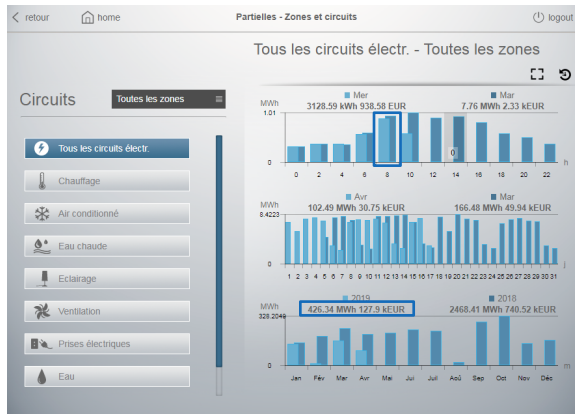 retour
home
Partielles - Zones et circuits
logout
Tous les circuits électr. - Toutes les zones
Circuits
Toutes les zones
Tous les circuits électr.
Chauffage
Air conditionné
Eau chaude
Eclairage
Ventilation
Prises électriques
Eau
Mer
Mar
MWh
3128.59 kWh 938.58 EUR
7.76 MWh 2.33 kEUR
1.01
0
0
0 2 4 6 8 10 12 14 16 18 20 22
h
Avr
Mar
MWh
102.49 MWh 30.75 kEUR
166.48 MWh 49.94 kEUR
8.4223
0
1 2 3 4 5 6 7 8 9 10 11 12 13 14 15 16 17 18 19 20 21 22 23 24 25 26 27 28 29 30 31
j
2019
2018
MWh
426.34 MWh 127.9 kEUR
2468.41 MWh 740.52 kEUR
328.2049
0
Jan Fév Mar Avr Mai Jui Juil Aoû Sep Oct Nov Déc
m